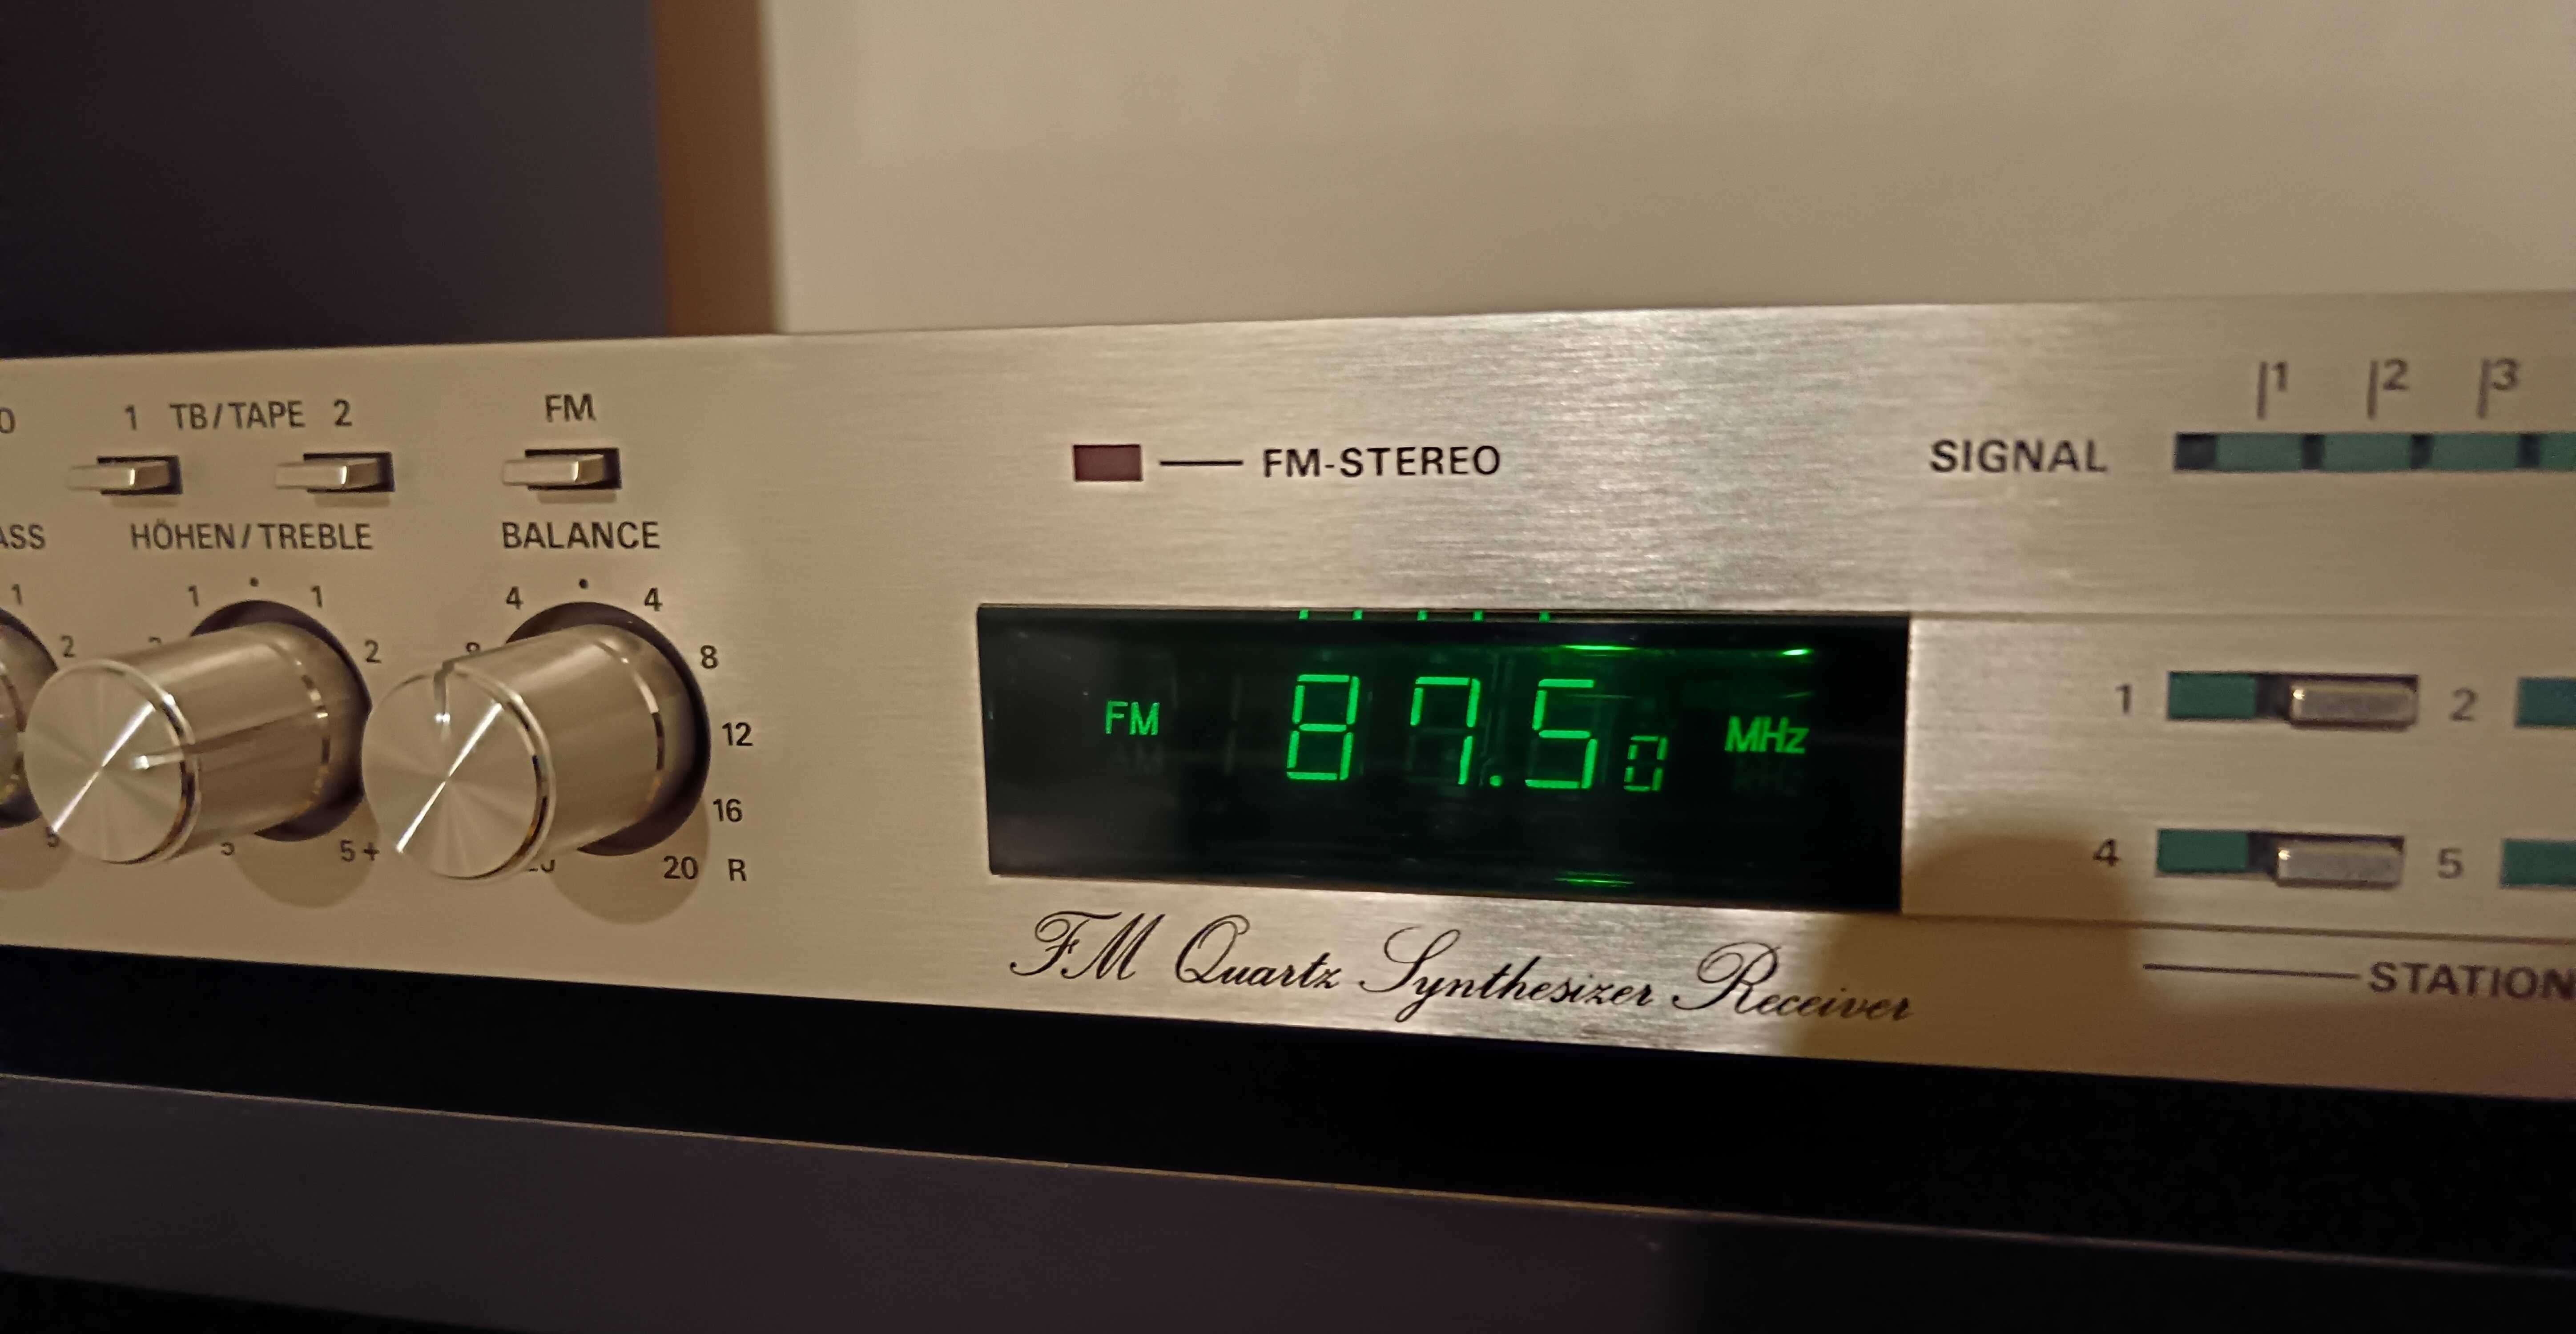 1 TB/TAPE 2
FM
FM-STEREO
SIGNAL
1 2 3
HÖHEN/TREBLE
BALANCE
1
2
1 1
2
5+
4 4
8
12
16
20 R
FM 87.50 MHz
1 2
4 5
FM Quartz Synthesizer Receiver